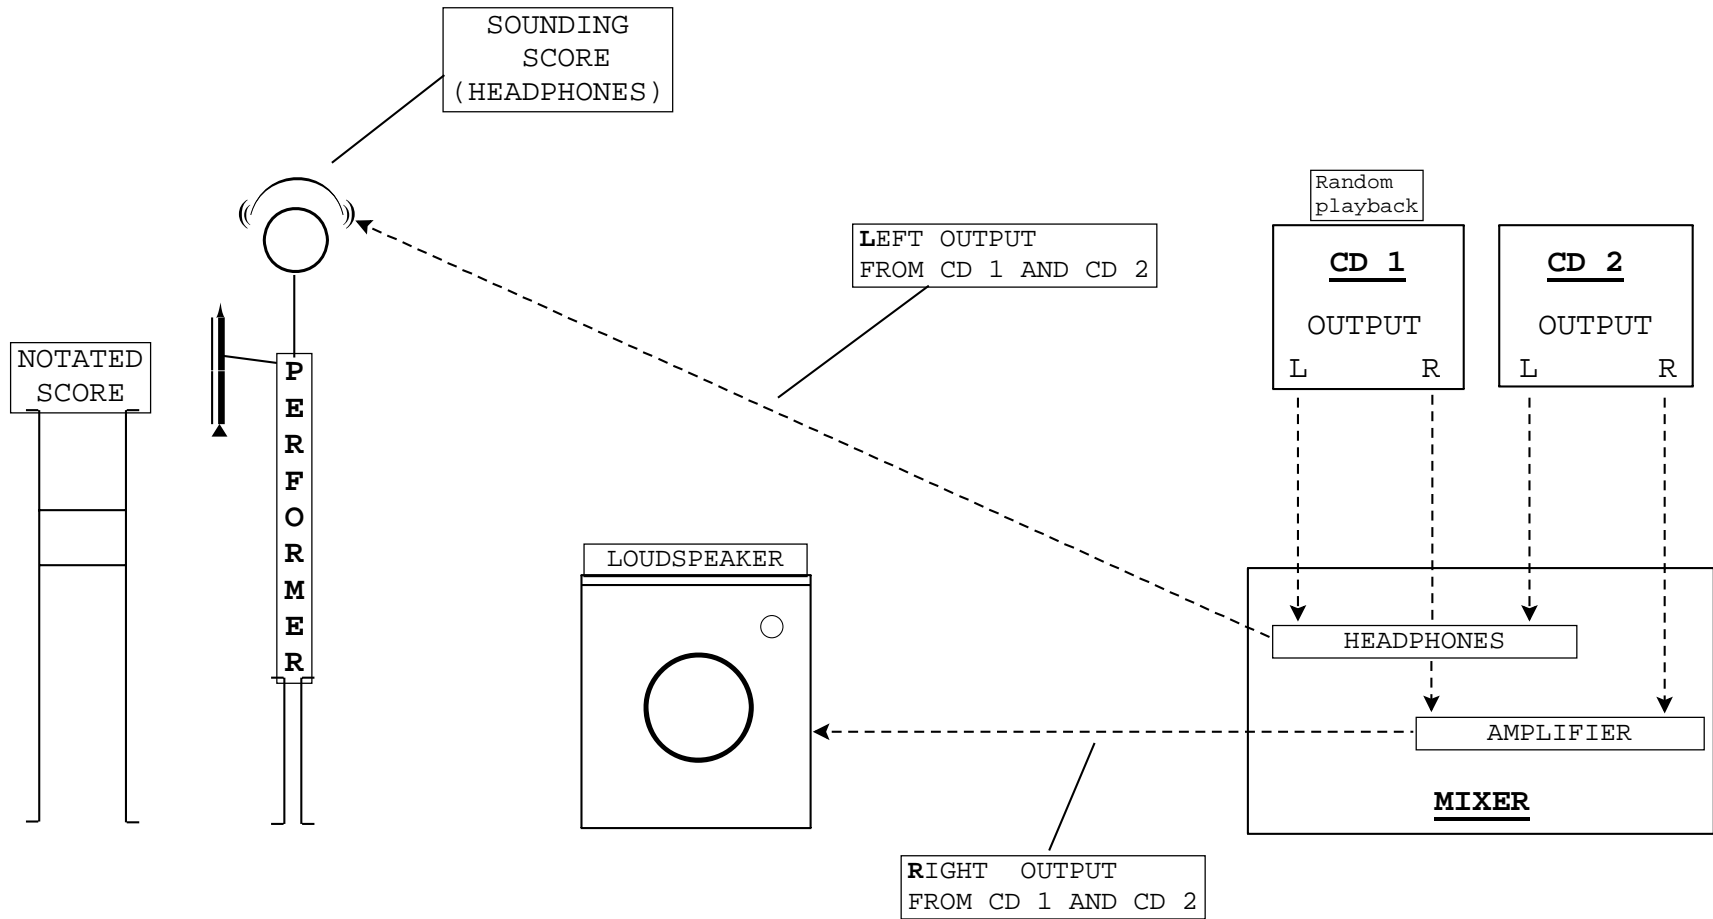 SOUNDING
SCORE
(HEADPHONES)
Random
playback
LEFT OUTPUT
FROM CD 1 AND CD 2
CD 1
OUTPUT
L R
CD 2
OUTPUT
L R
NOTATED
SCORE
PERFORMER
LOUDSPEAKER
HEADPHONES
AMPLIFIER
MIXER
RIGHT OUTPUT
FROM CD 1 AND CD 2